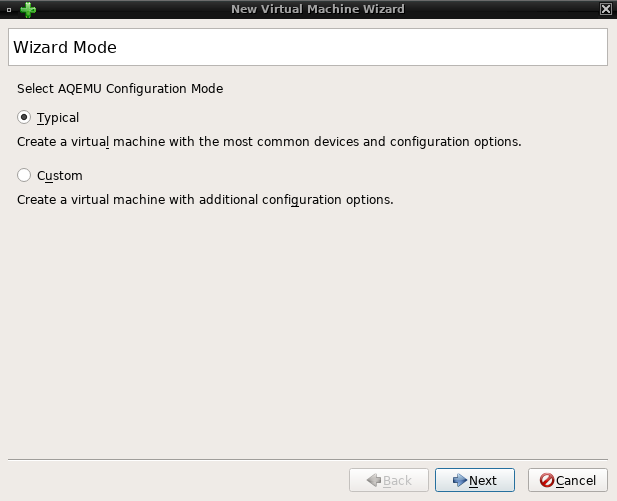 New Virtual Machine Wizard
Wizard Mode
Select AQEMU Configuration Mode
Typical
Create a virtual machine with the most common devices and configuration options.
Custom
Create a virtual machine with additional configuration options.
Back Next Cancel